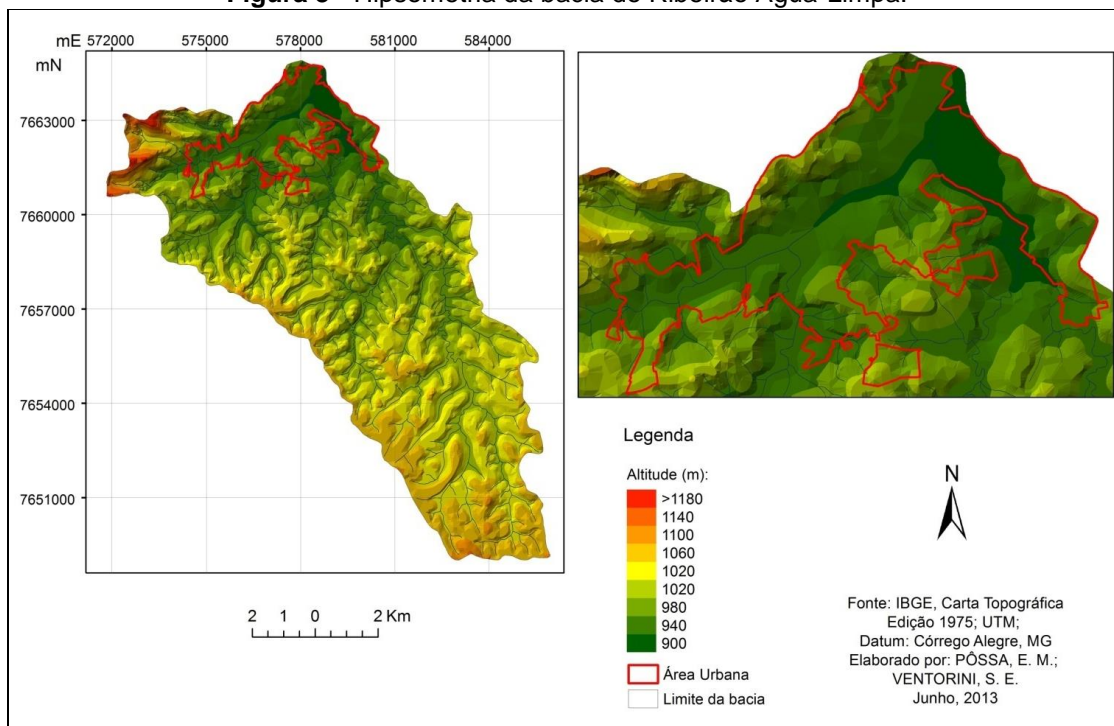 Figura 3 - Hipsometria da bacia do Ribeirão Água Limpa.
mE 572000 575000 578000 581000 584000
mN
7663000
7660000
7657000
7654000
7651000
2 1 0 2 Km
Legenda
Altitude (m):
>1180
1140
1100
1060
1020
1020
980
940
900
Área Urbana
Limite da bacia
N
Fonte: IBGE, Carta Topográfica
Edição 1975; UTM;
Datum: Córrego Alegre, MG
Elaborado por: PÔSSA, E. M.;
VENTORINI, S. E.
Junho, 2013